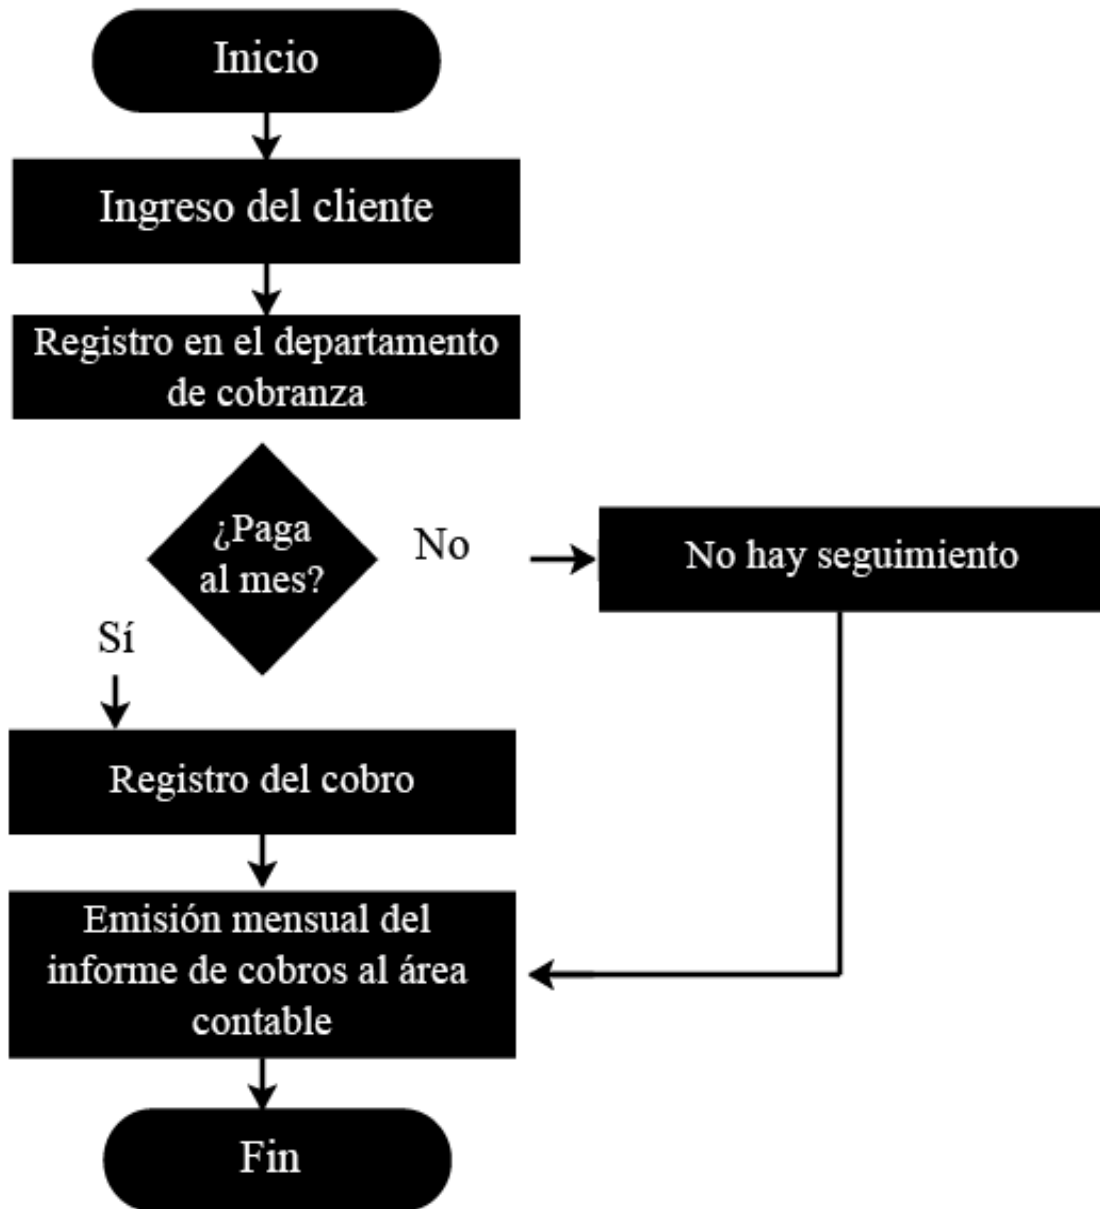 Inicio
Ingreso del cliente
Registro en el departamento
de cobranza
¿Paga
al mes?
No
No hay seguimiento
Sí
Registro del cobro
Emisión mensual del
informe de cobros al área
contable
Fin